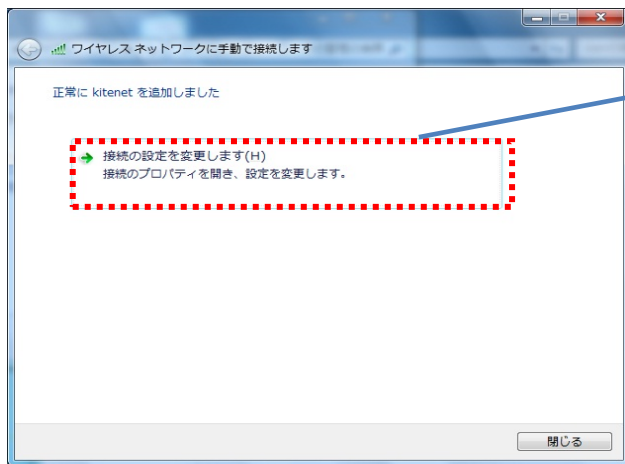 ワイヤレス ネットワークに手動で接続します
正常に kitenet を追加しました
接続の設定を変更します(H)
接続のプロパティを開き、設定を変更します。
閉じる